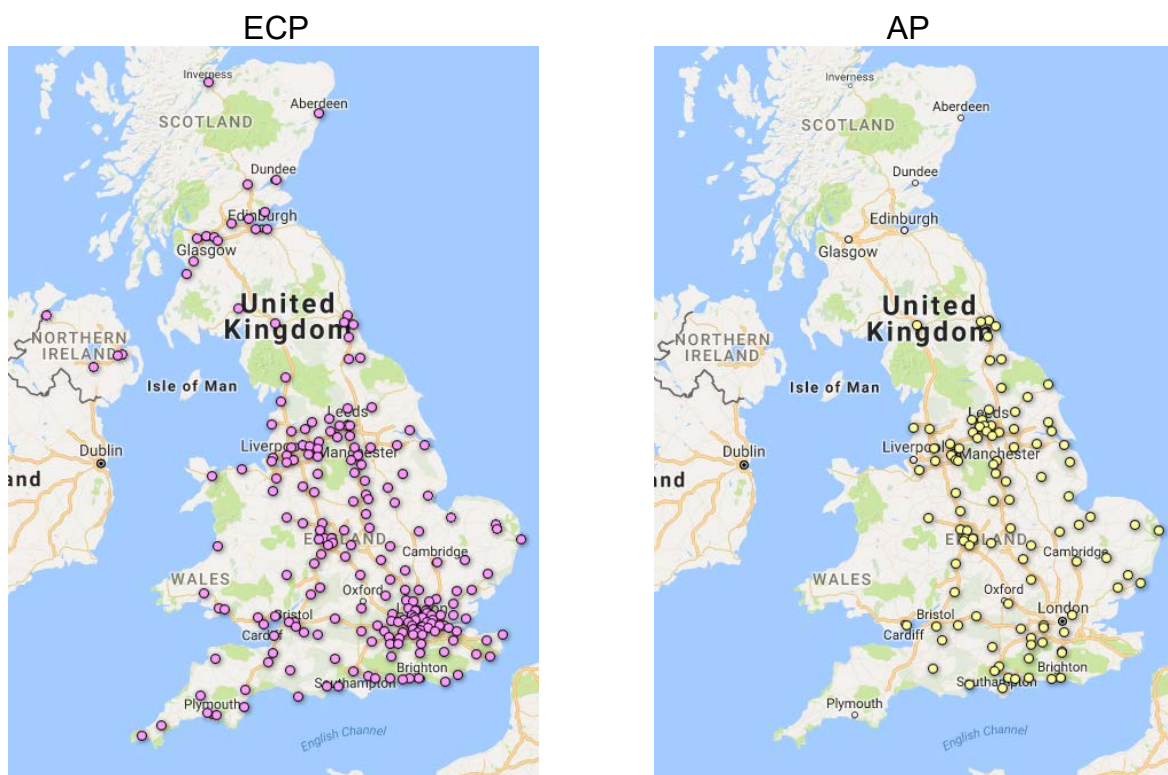 ECP
AP
Inverness
Aberdeen
SCOTLAND
Dundee
Edinburgh
Glasgow
United
Kingdom
NORTHERN
IRELAND
Isle of Man
Leeds
Dublin
Liverpo
Manchester
and
ENGLAND
Cambridge
WALES
Oxford
London
Bristol
Cardiff
Brighton
Southampton
Plymouth
English Channel
Inverness
Aberdeen
SCOTLAND
Dundee
Edinburgh
Glasgow
United
Kingdom
NORTHERN
IRELAND
Isle of Man
Leeds
Dublin
Liverpool
Manchester
and
ENGLAND
Cambridge
WALES
Oxford
London
Bristol
Cardiff
Brighton
Southampton
Plymouth
English Channel